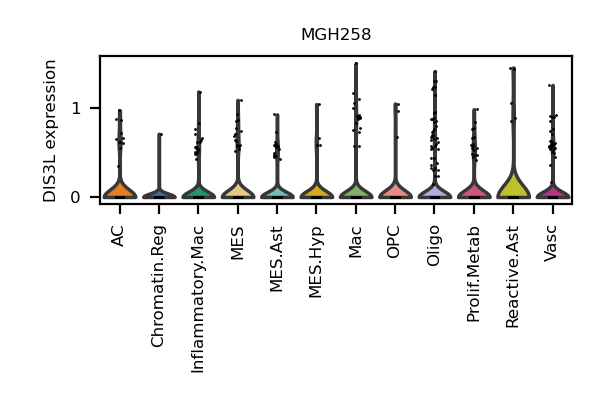 MGH258
DIS3L expression
1
0
AC
Chromatin.Reg
Inflammatory.Mac
MES
MES.Ast
MES.Hyp
Mac
OPC
Oligo
Prolif.Metab
Reactive.Ast
Vasc